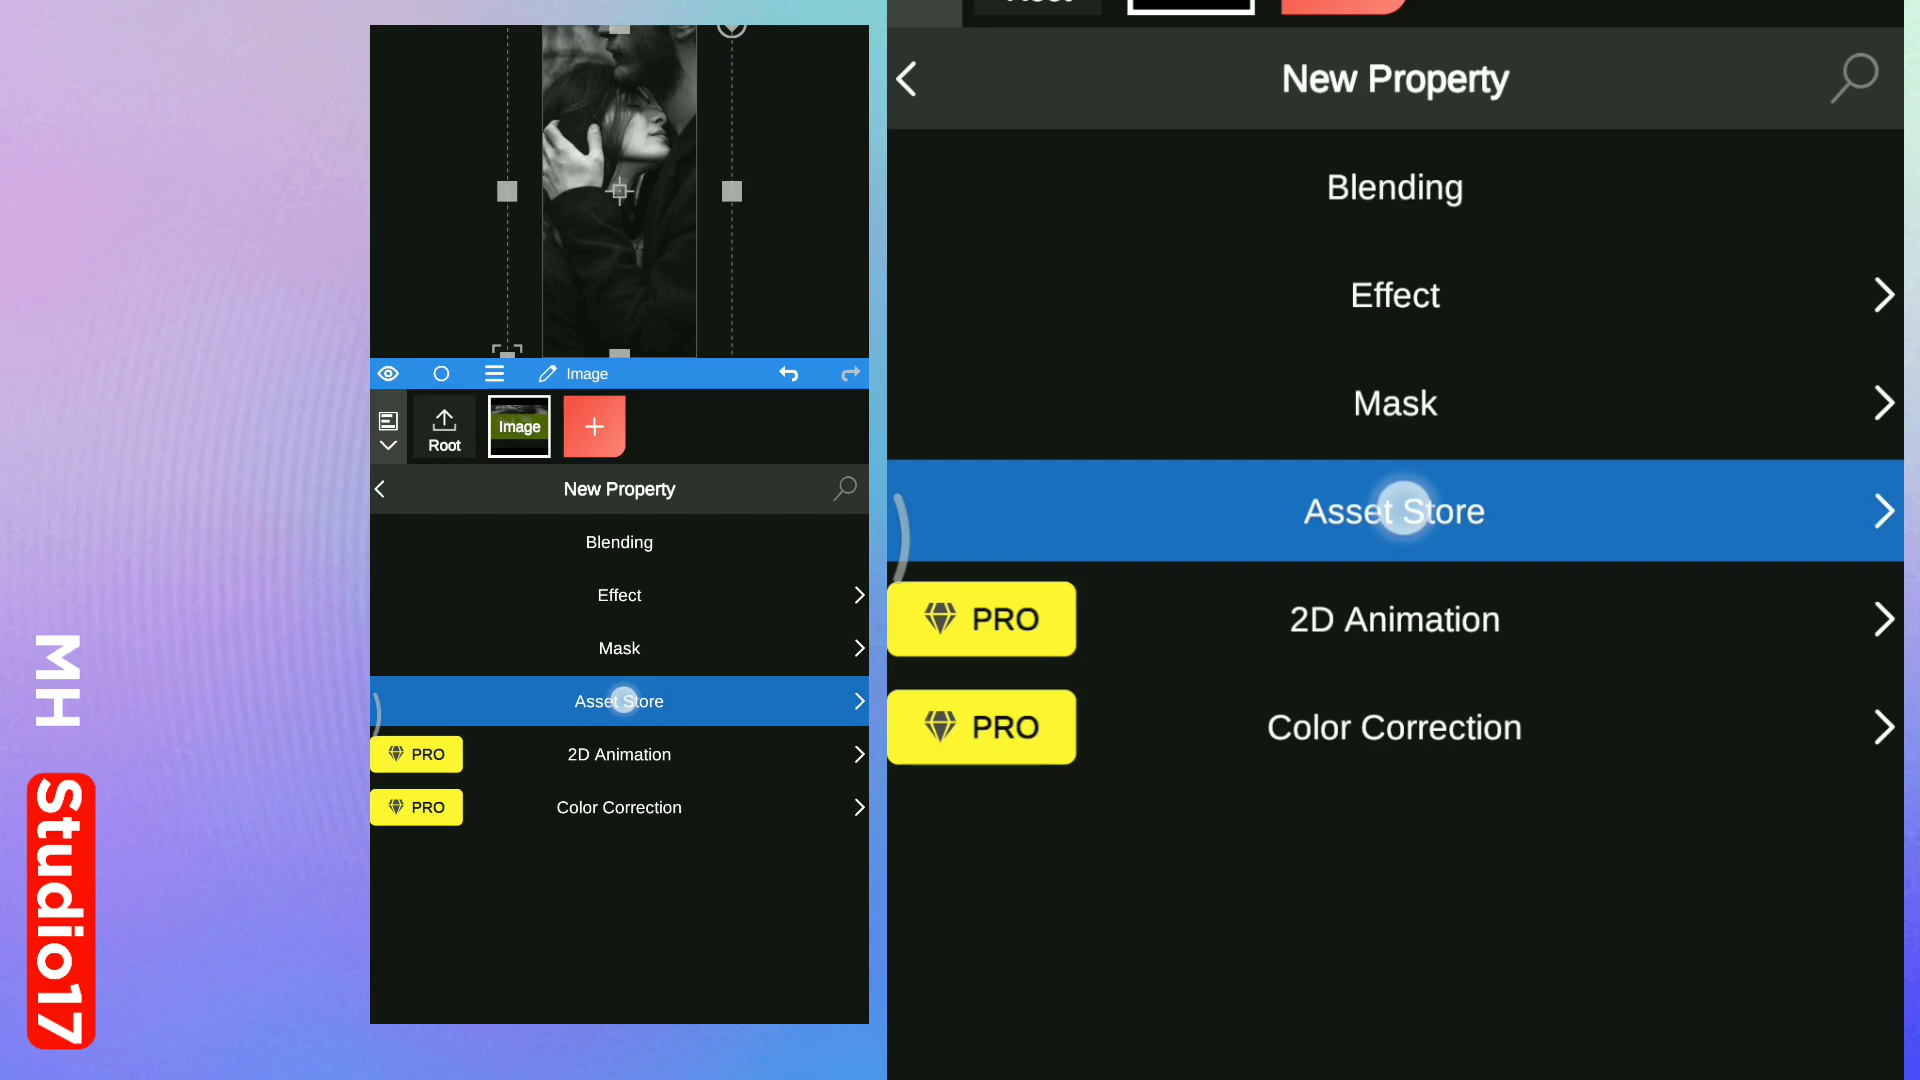 MH Studio17
Image
Root
Image
New Property
Blending
Effect
Mask
Asset Store
PRO 2D Animation
PRO Color Correction
New Property
Blending
Effect
Mask
Asset Store
PRO 2D Animation
PRO Color Correction